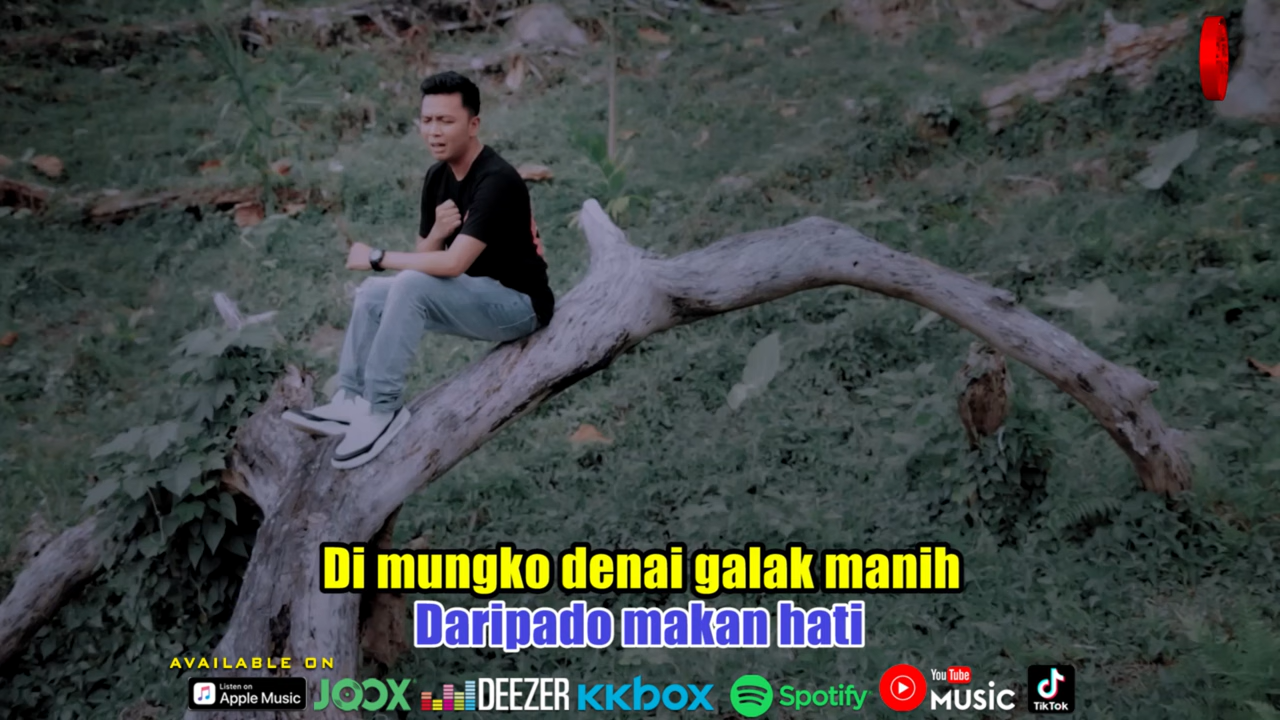 Di mungko denai galak manih
Daripado makan hati
AVAILABLE ON
Listen on
Apple Music
JOOX
DEEZER
KKBOX
Spotify
YouTube
MUSIC
TikTok